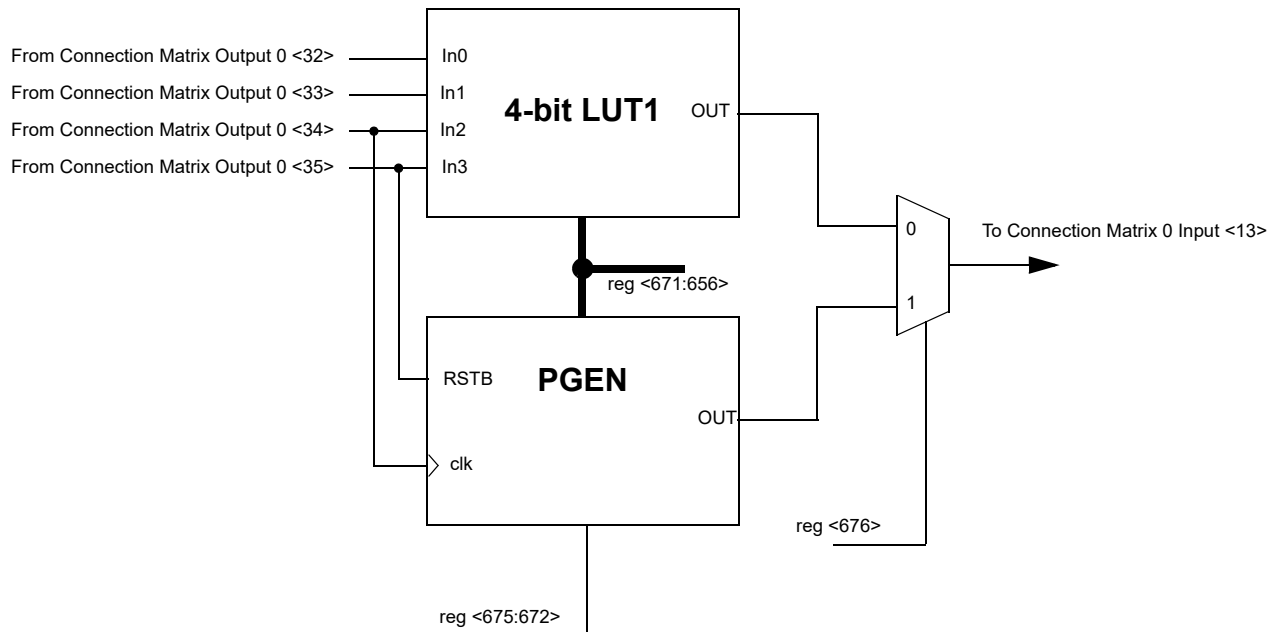 From Connection Matrix Output 0 <32>
In0
From Connection Matrix Output 0 <33>
In1
4-bit LUT1
OUT
From Connection Matrix Output 0 <34>
In2
From Connection Matrix Output 0 <35>
In3
0
To Connection Matrix 0 Input <13>
reg <671:656>
1
RSTB
PGEN
OUT
clk
reg <676>
reg <675:672>